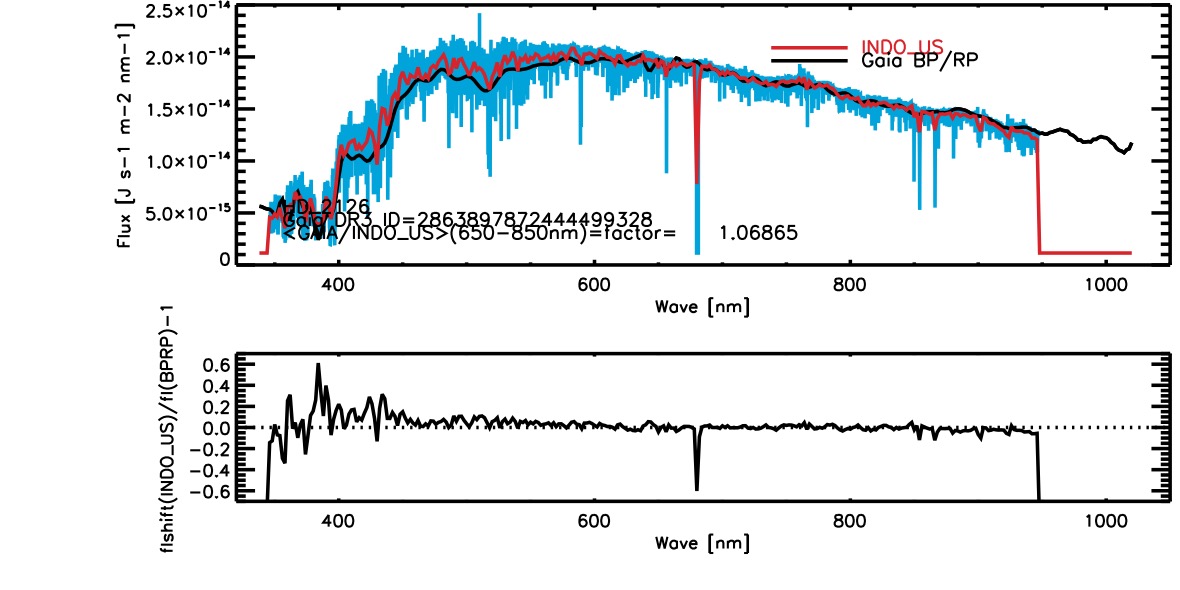 2.5×10⁻¹⁴
2.0×10⁻¹⁴
1.5×10⁻¹⁴
1.0×10⁻¹⁴
5.0×10⁻¹⁵
0
Flux [J s-1 m-2 nm-1]
INDO_US
Gaia BP/RP
HD_2126
Gaia DR3 ID=2863897872444499328
<GAIA/INDO_US>(650-850nm)=factor= 1.06865
400 600 800 1000
Wave [nm]
flshift(INDO_US)/fl(BPRP)-1
0.6
0.4
0.2
0.0
-0.2
-0.4
-0.6
400 600 800 1000
Wave [nm]